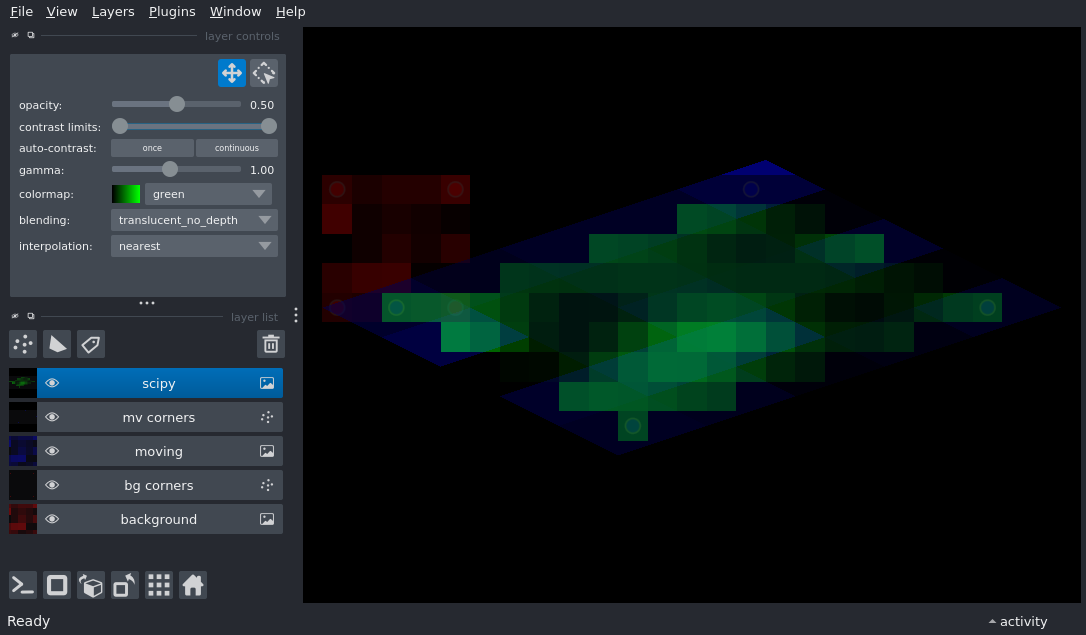 File View Layers Plugins Window Help
layer controls
opacity: 0.50
contrast limits:
auto-contrast: once continuous
gamma: 1.00
colormap: green
blending: translucent_no_depth
interpolation: nearest
layer list
scipy
mv corners
moving
bg corners
background
Ready
activity